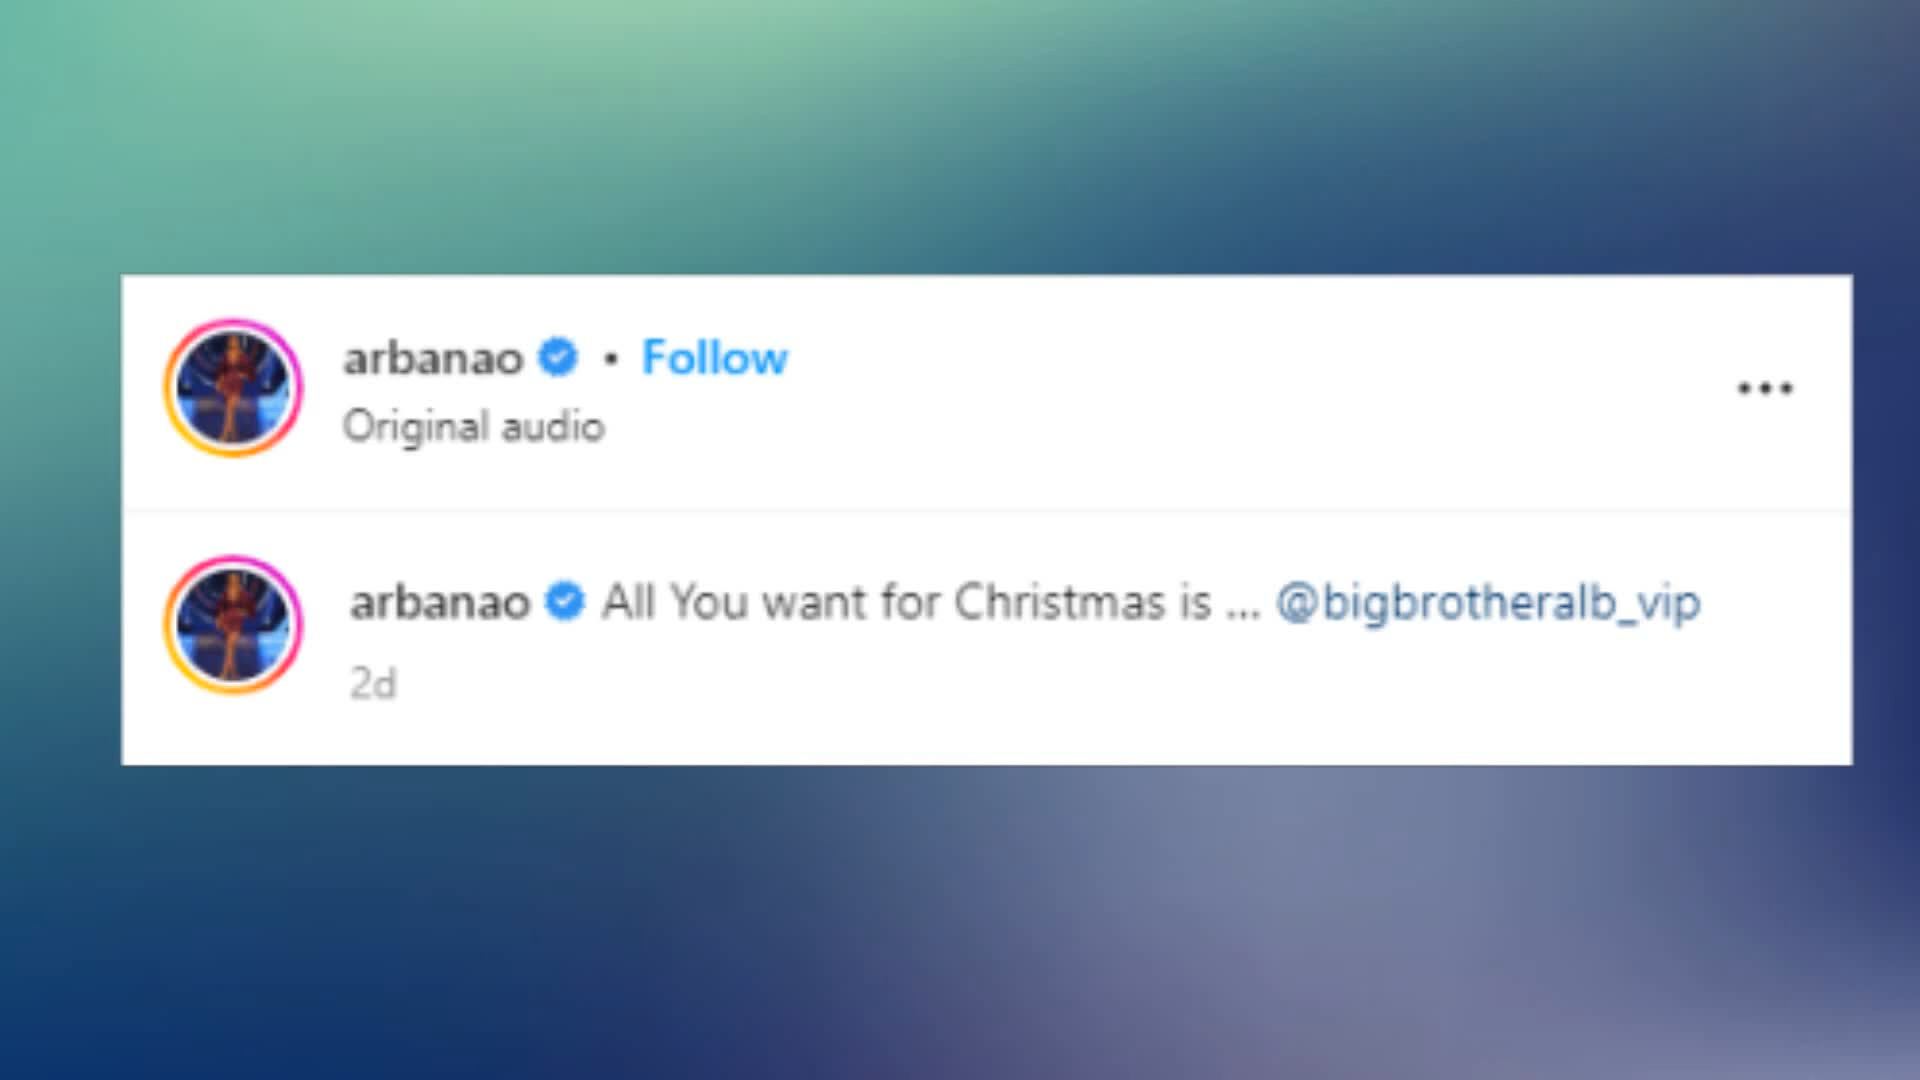 arbanao • Follow
Original audio
arbanao All You want for Christmas is ... @bigbrotheralb_vip
2d